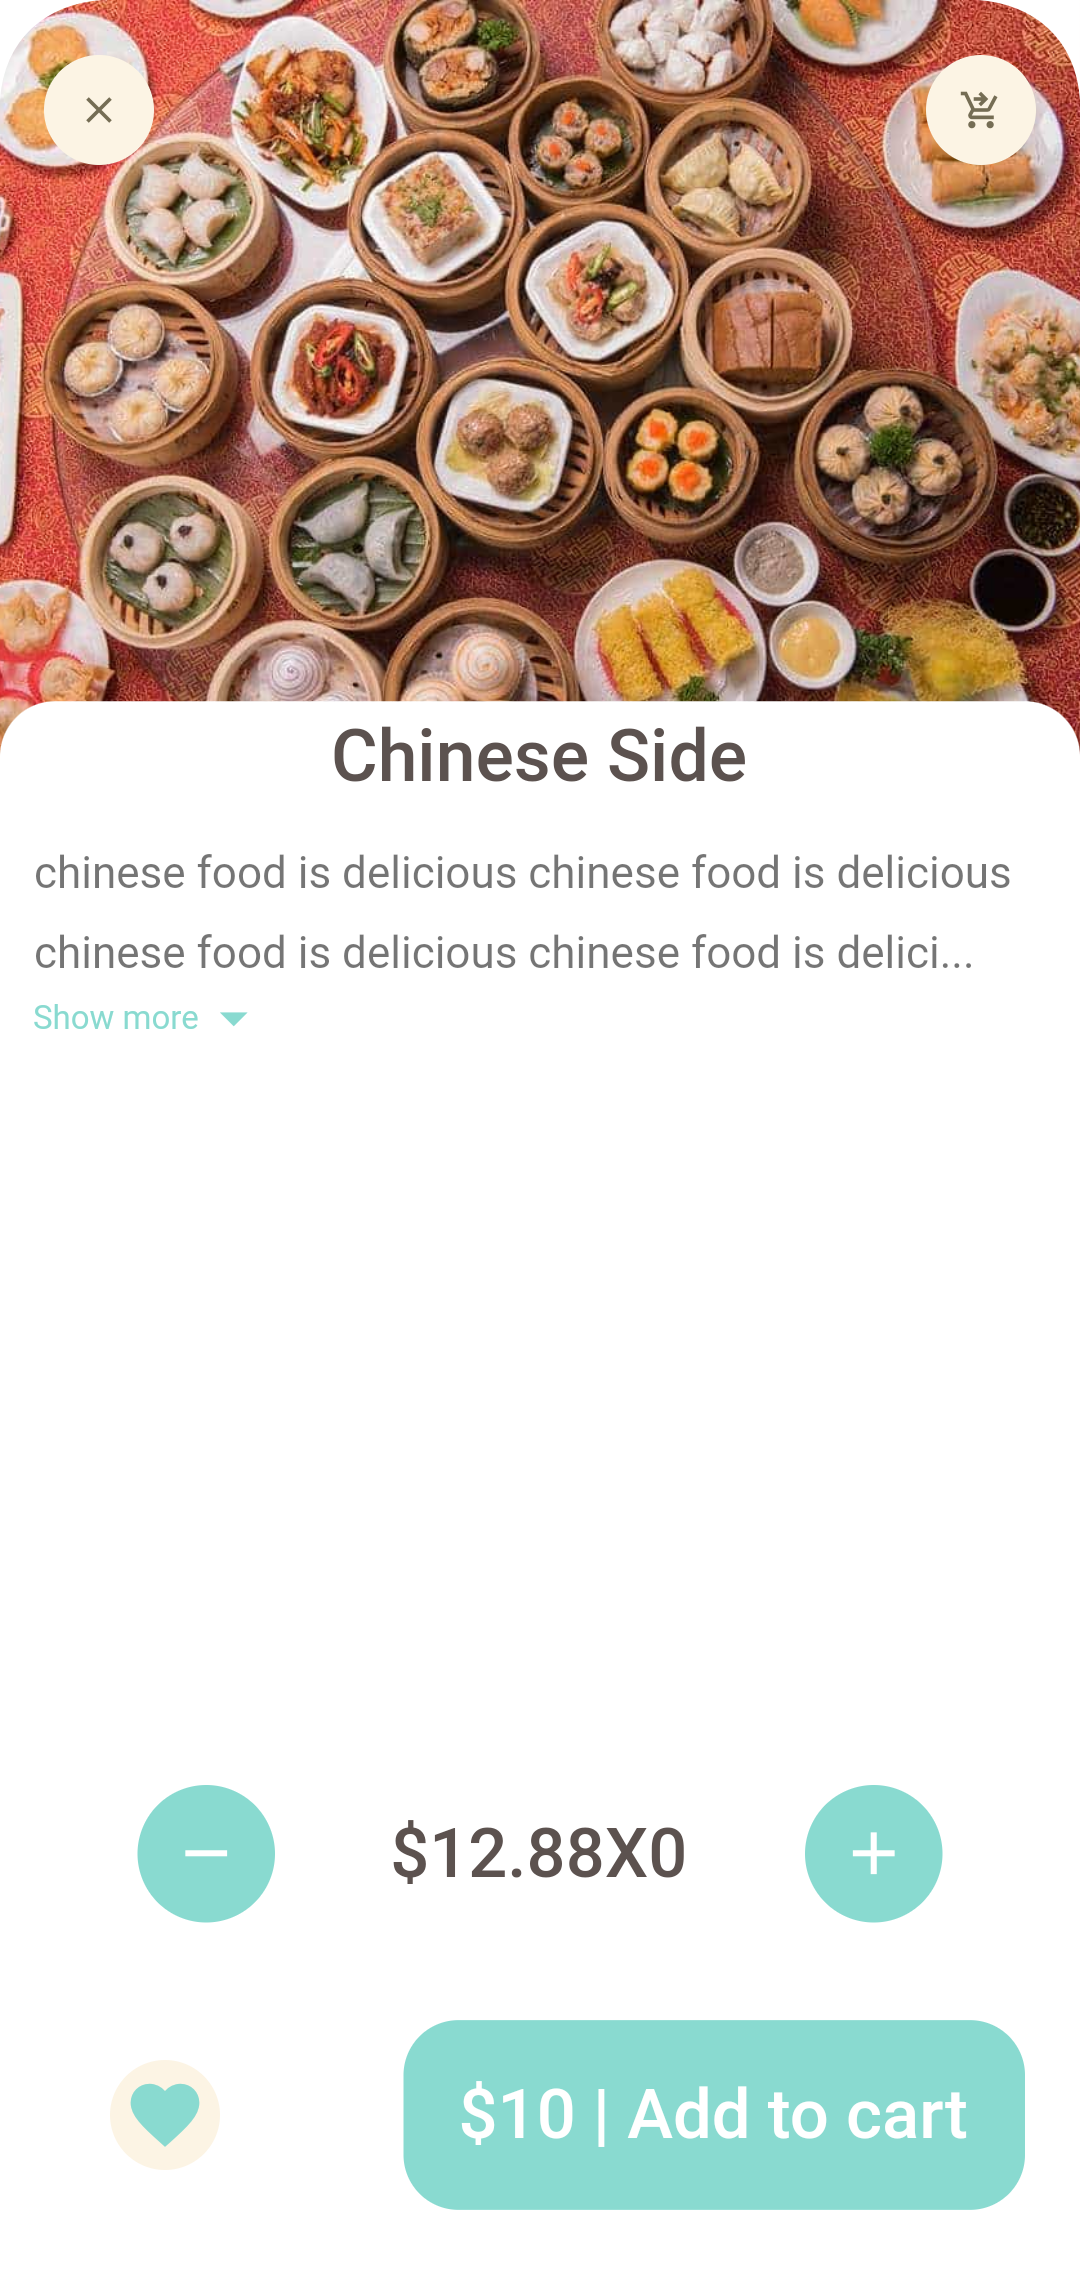 Chinese Side
chinese food is delicious chinese food is delicious
chinese food is delicious chinese food is delici...
Show more
$12.88X0
$10 | Add to cart